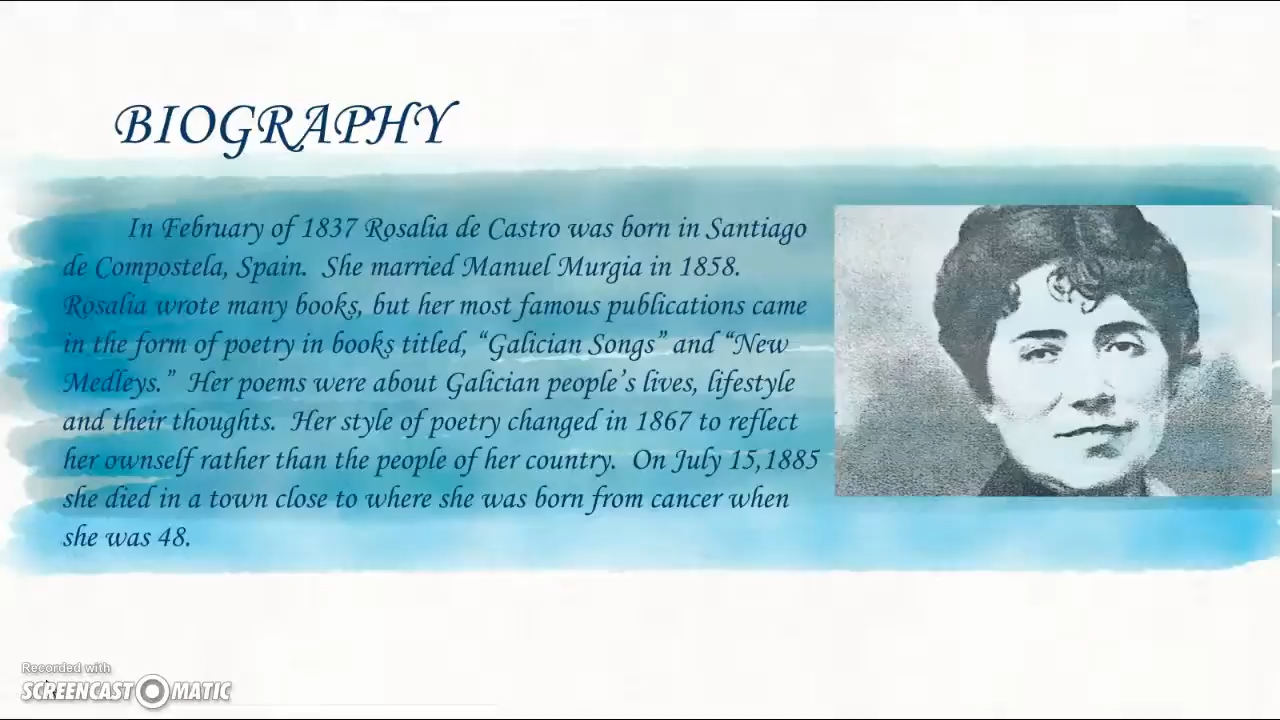 BIOGRAPHY
In February of 1837 Rosalia de Castro was born in Santiago
de Compostela, Spain. She married Manuel Murgia in 1858.
Rosalia wrote many books, but her most famous publications came
in the form of poetry in books titled, “Galician Songs” and “New
Medleys.” Her poems were about Galician people’s lives, lifestyle
and their thoughts. Her style of poetry changed in 1867 to reflect
her ownself rather than the people of her country. On July 15,1885
she died in a town close to where she was born from cancer when
she was 48.
Recorded with
SCREENCAST-O-MATIC